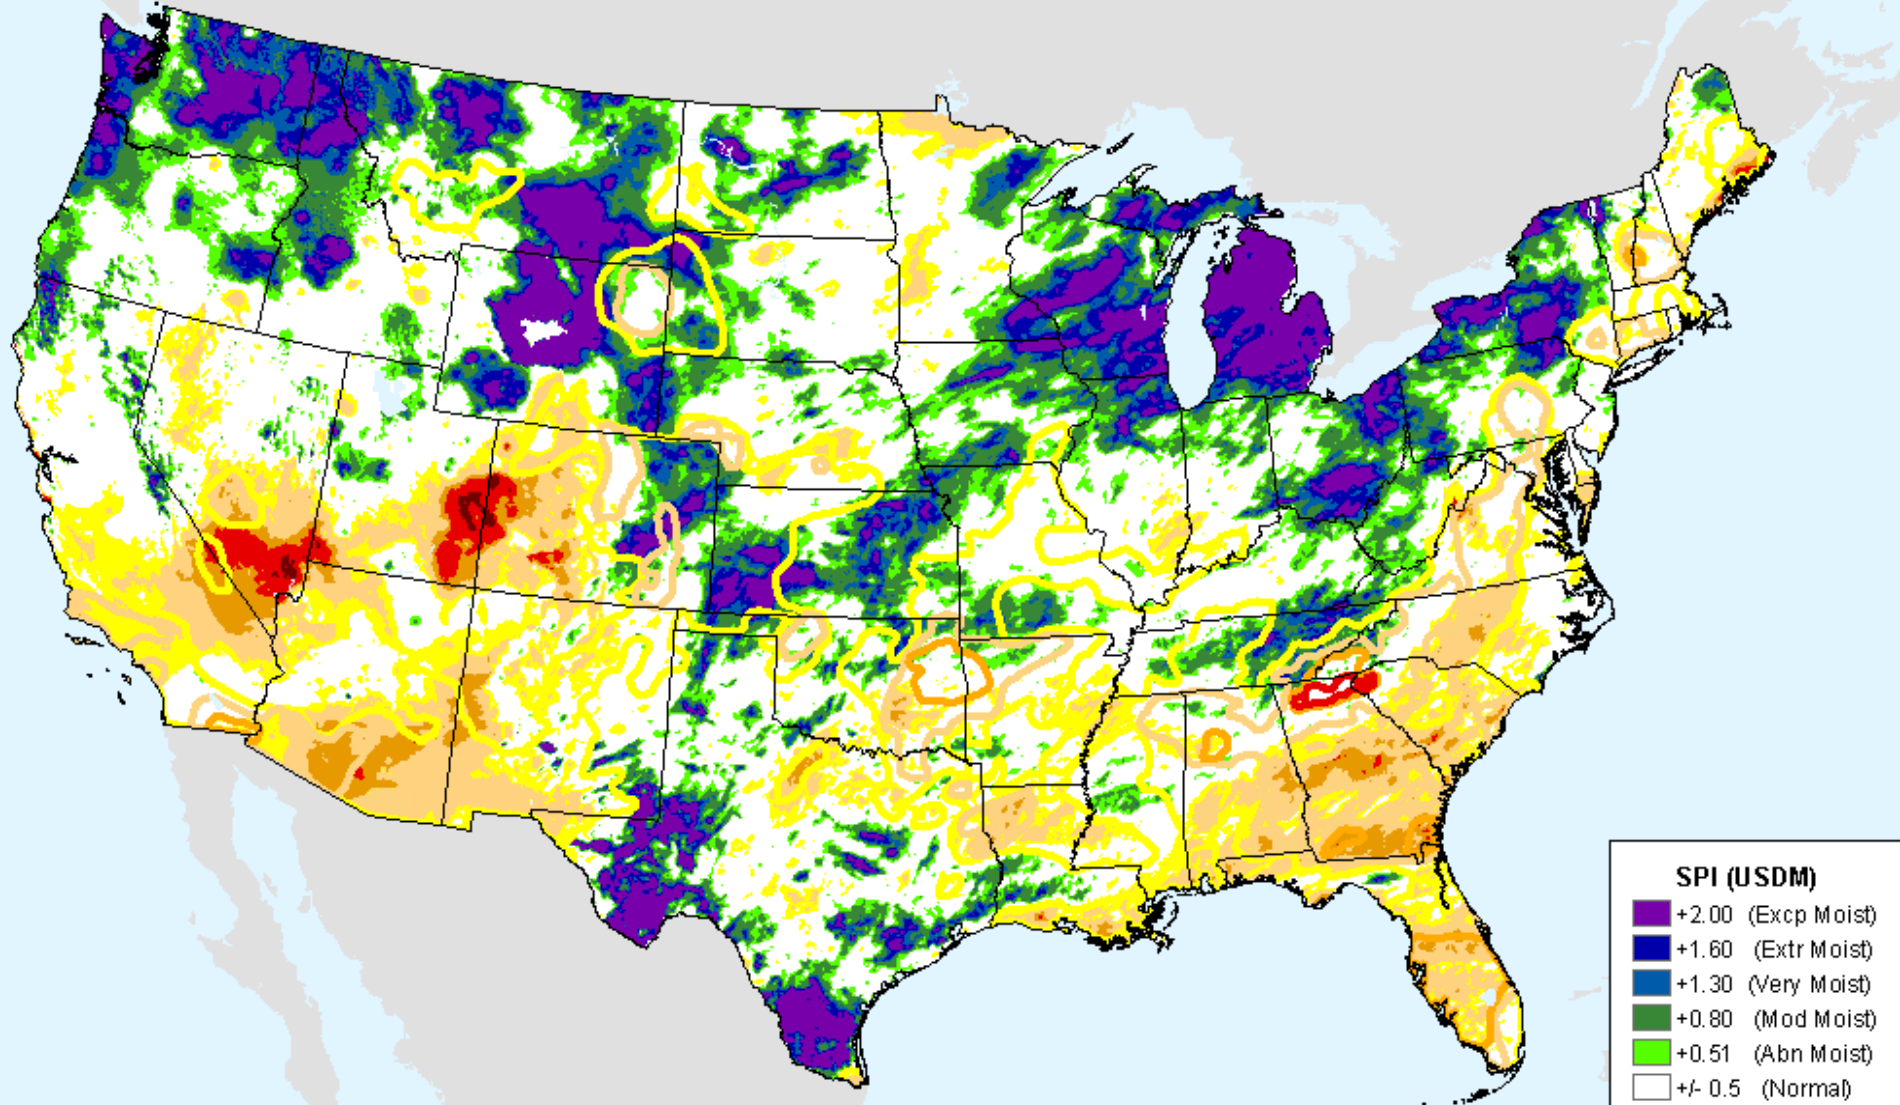 SPI (USDM)
+2.00 (Excp Moist)
+1.60 (Extr Moist)
+1.30 (Very Moist)
+0.80 (Mod Moist)
+0.51 (Abn Moist)
+/- 0.5 (Normal)